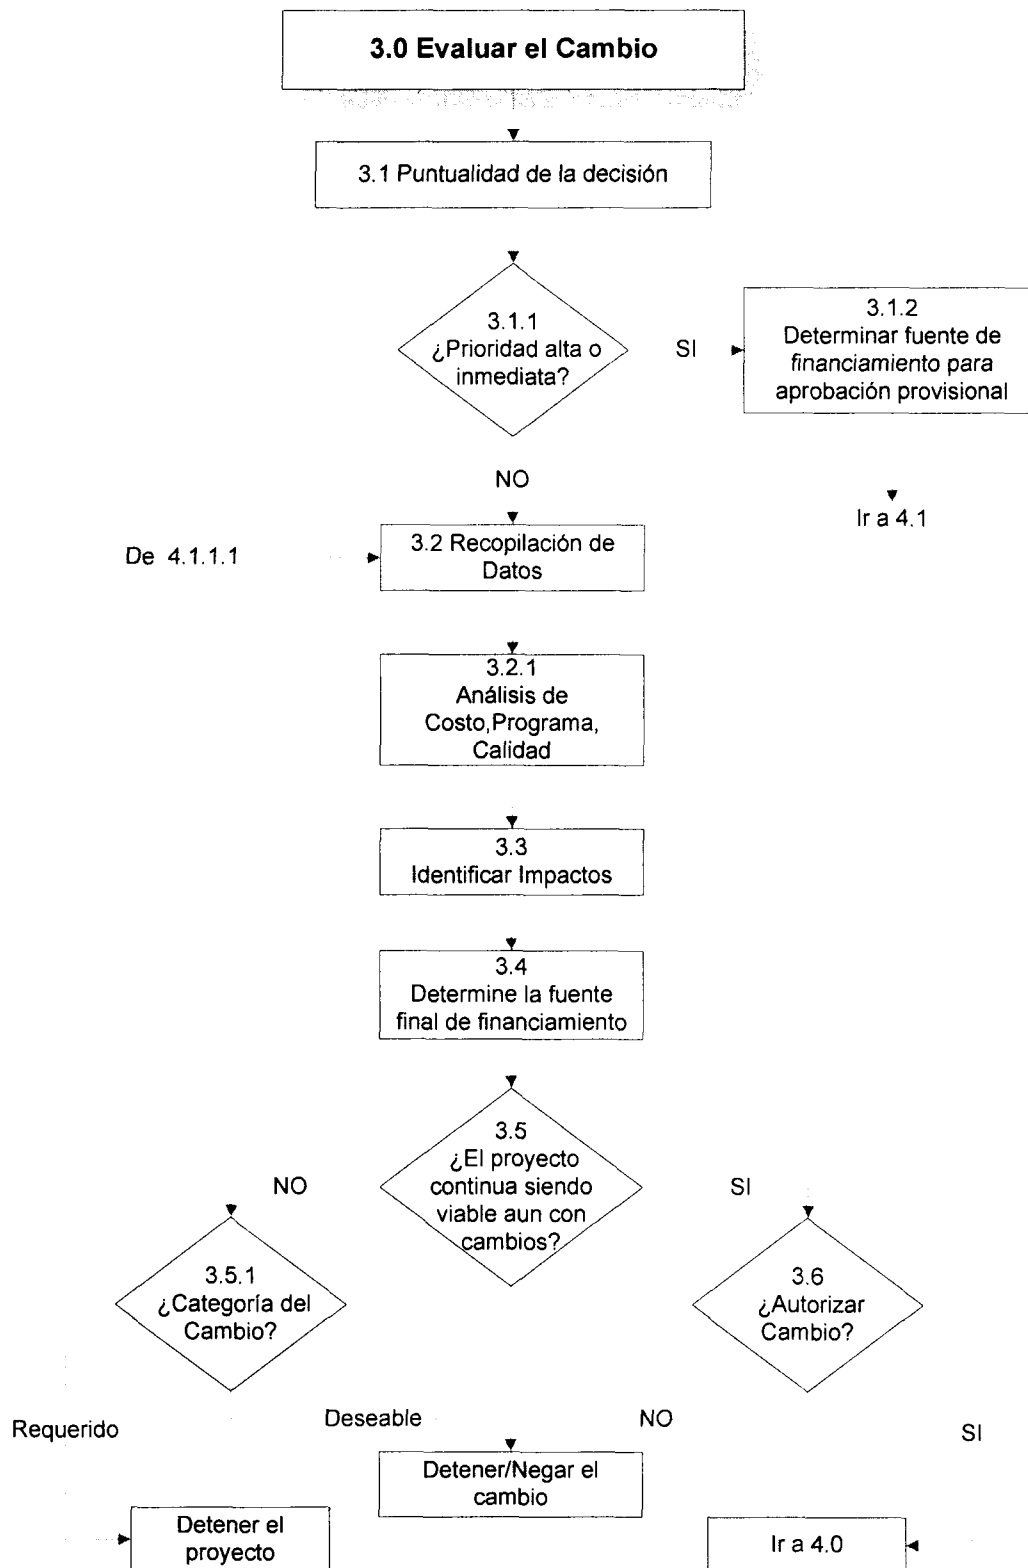 3.0 Evaluar el Cambio
3.1 Puntualidad de la decisión
3.1.1
¿Prioridad alta o
inmediata?
SI
3.1.2
Determinar fuente de
financiamiento para
aprobación provisional
NO
Ir a 4.1
De 4.1.1.1
3.2 Recopilación de
Datos
3.2.1
Análisis de
Costo,Programa,
Calidad
3.3
Identificar Impactos
3.4
Determine la fuente
final de financiamiento
3.5
¿El proyecto
continua siendo
viable aun con
cambios?
NO
SI
3.5.1
¿Categoría del
Cambio?
3.6
¿Autorizar
Cambio?
Requerido
Deseable
NO
SI
Detener/Negar el
cambio
Detener el
proyecto
Ir a 4.0